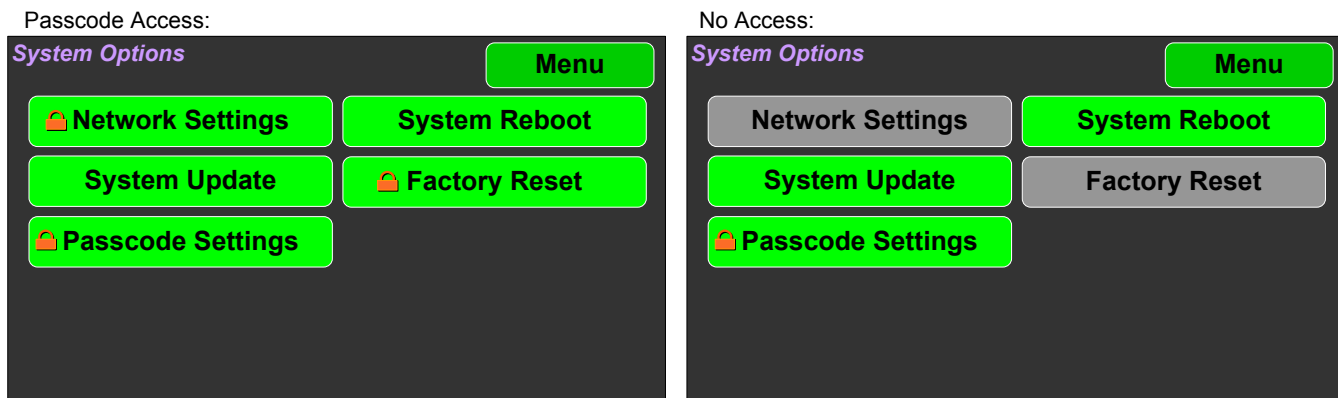 Passcode Access:
System Options
Menu
Network Settings
System Reboot
System Update
Factory Reset
Passcode Settings
No Access:
System Options
Menu
Network Settings
System Reboot
System Update
Factory Reset
Passcode Settings